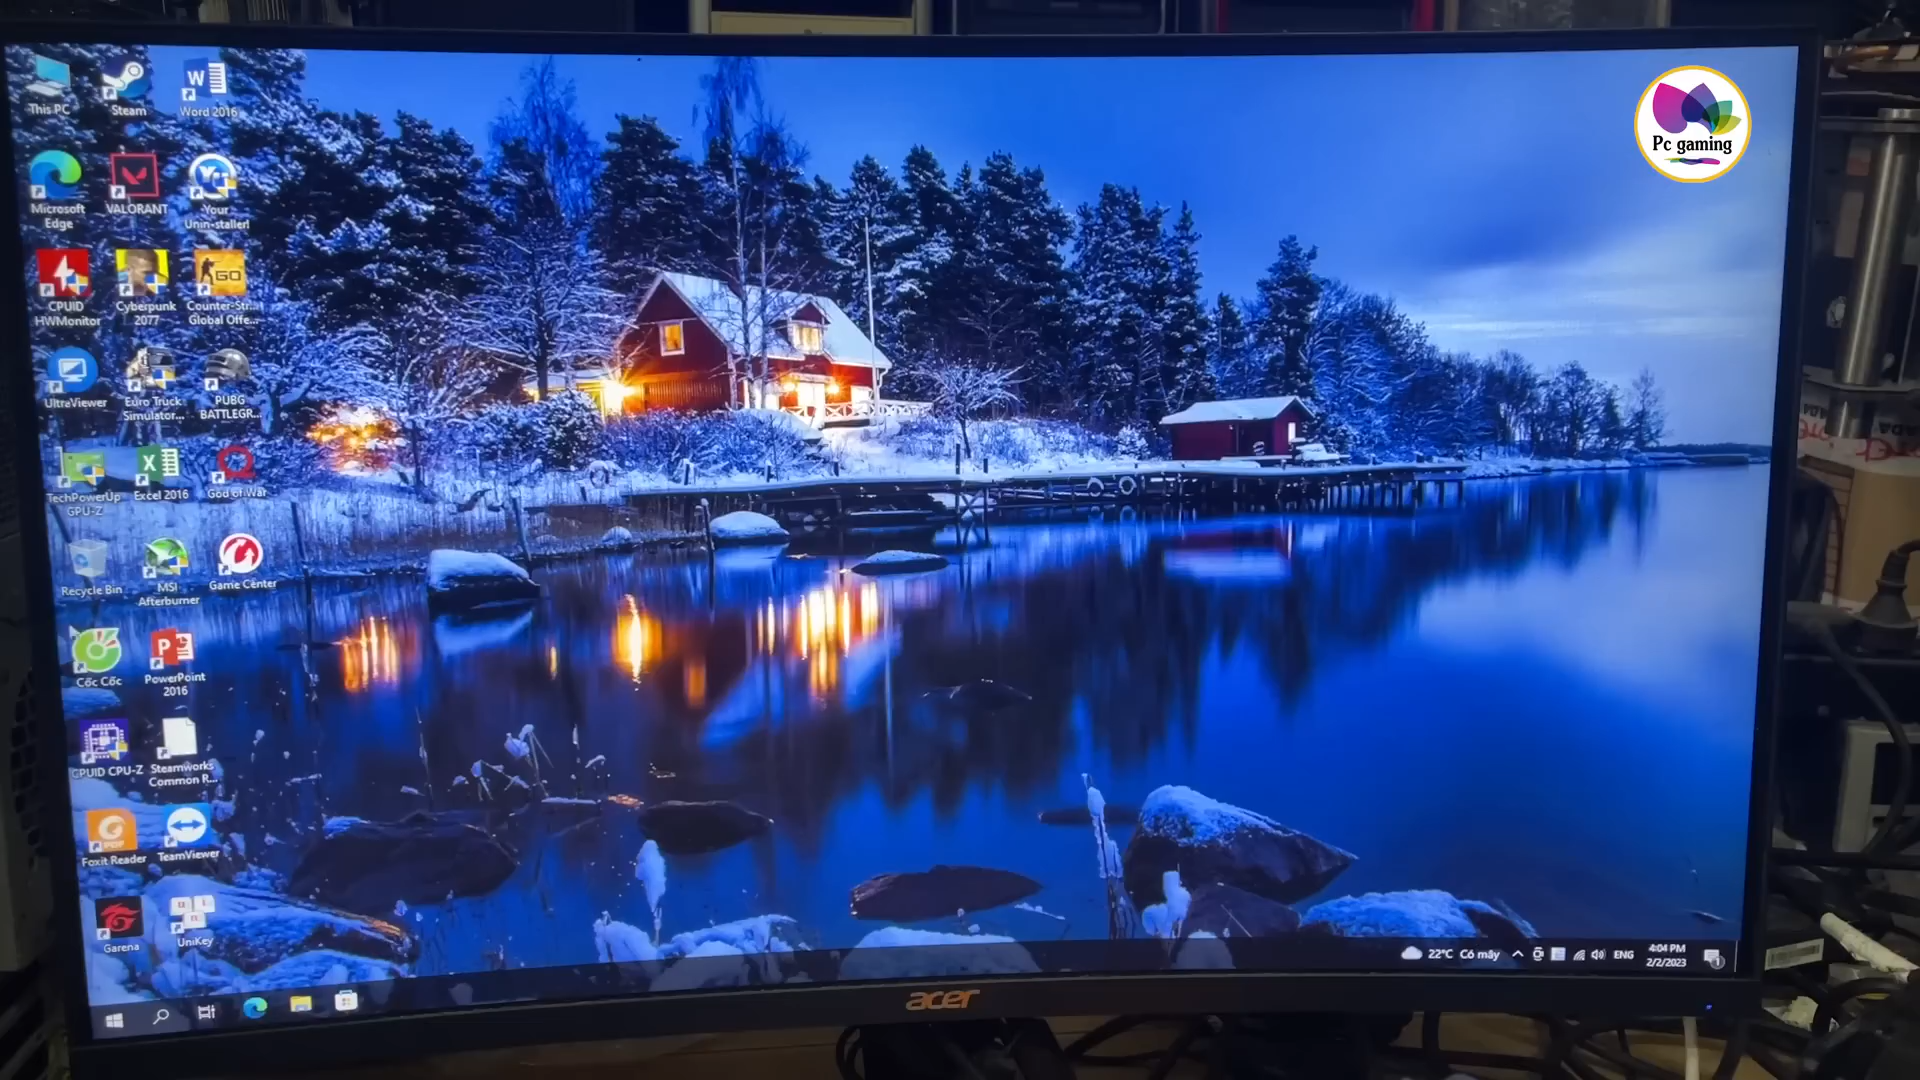 This PC
Steam
Word 2016
Pc gaming
Microsoft
Edge
VALORANT
Your
Unin-staller!
CPUID
HWMonitor
Cyberpunk
2077
Counter-Str...
Global Offe...
GO
UltraViewer
Euro Truck
Simulator...
PUBG
BATTLEGR...
TechPowerUp
GPU-Z
Excel 2016
God of War
Recycle Bin
MSI
Afterburner
Game Center
Cốc Cốc
PowerPoint
2016
CPUID CPU-Z
Steamworks
Common R...
Foxit Reader
TeamViewer
Garena
UniKey
22°C Có mây
ENG
4:04 PM
2/2/2023
acer